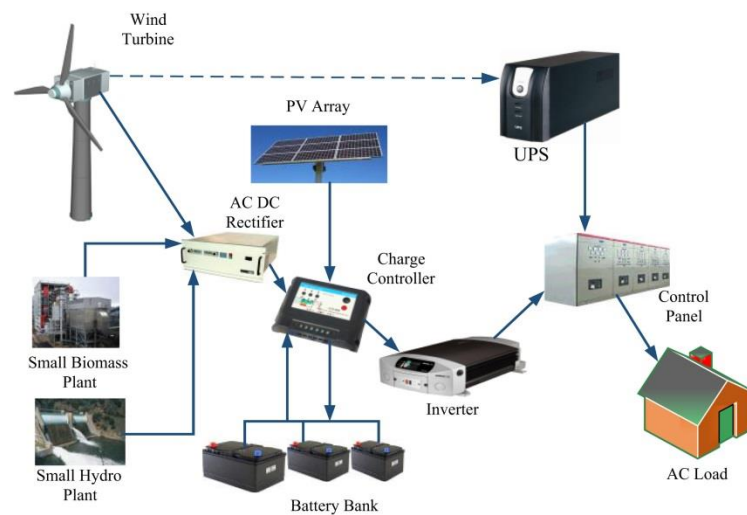 Wind
Turbine
PV Array
UPS
UPS
AC DC
Rectifier
Charge
Controller
Control
Panel
Small Biomass
Plant
Inverter
Small Hydro
Plant
Battery Bank
AC Load